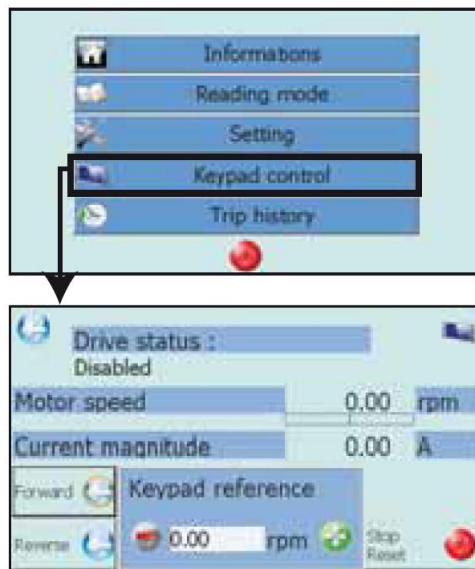 Informations
Reading mode
Setting
Keypad control
Trip history
Drive status :
Disabled
Motor speed 0.00 rpm
Current magnitude 0.00 A
Forward
Keypad reference
Reverse
0.00 rpm
Stop
Reset